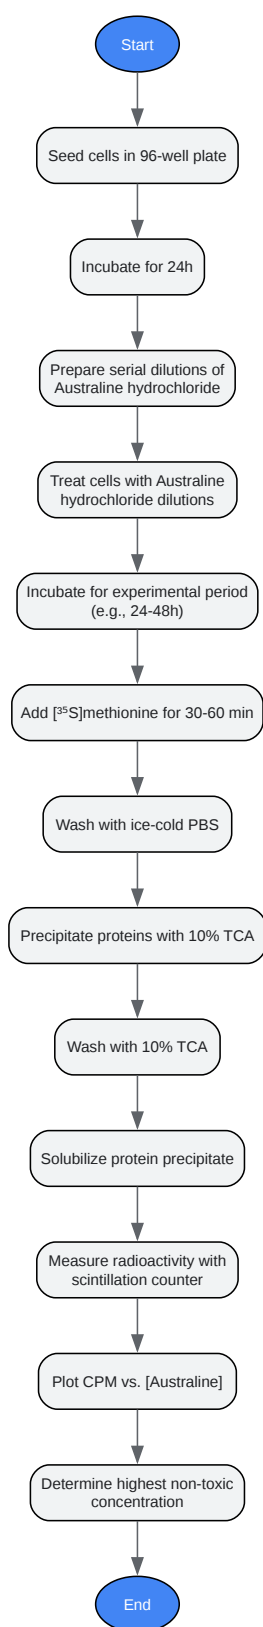 Start
Seed cells in 96-well plate
Incubate for 24h
Prepare serial dilutions of
Australine hydrochloride
Treat cells with Australine
hydrochloride dilutions
Incubate for experimental period
(e.g., 24-48h)
Add [³⁵S]methionine for 30-60 min
Wash with ice-cold PBS
Precipitate proteins with 10% TCA
Wash with 10% TCA
Solubilize protein precipitate
Measure radioactivity with
scintillation counter
Plot CPM vs. [Australine]
Determine highest non-toxic
concentration
End